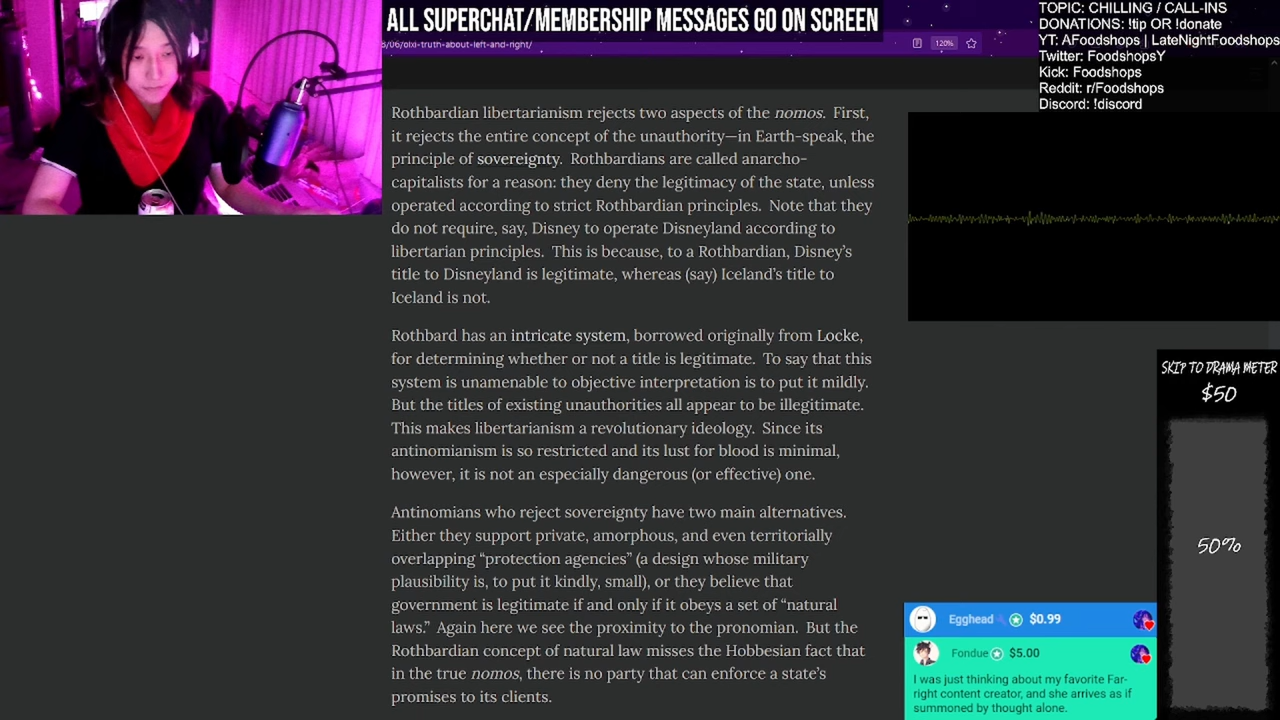 ALL SUPERCHAT/MEMBERSHIP MESSAGES GO ON SCREEN
/06/olxi-truth-about-left-and-right/
120%
TOPIC: CHILLING / CALL-INS
DONATIONS: !tip OR !donate
YT: AFoodshops | LateNightFoodshops
Twitter: FoodshopsY
Kick: Foodshops
Reddit: r/Foodshops
Discord: !discord
Rothbardian libertarianism rejects two aspects of the nomos. First,
it rejects the entire concept of the unauthority—in Earth-speak, the
principle of sovereignty. Rothbardians are called anarcho-
capitalists for a reason: they deny the legitimacy of the state, unless
operated according to strict Rothbardian principles. Note that they
do not require, say, Disney to operate Disneyland according to
libertarian principles. This is because, to a Rothbardian, Disney's
title to Disneyland is legitimate, whereas (say) Iceland's title to
Iceland is not.
Rothbard has an intricate system, borrowed originally from Locke,
for determining whether or not a title is legitimate. To say that this
system is unamenable to objective interpretation is to put it mildly.
But the titles of existing unauthorities all appear to be illegitimate.
This makes libertarianism a revolutionary ideology. Since its
antinomianism is so restricted and its lust for blood is minimal,
however, it is not an especially dangerous (or effective) one.
Antinomians who reject sovereignty have two main alternatives.
Either they support private, amorphous, and even territorially
overlapping “protection agencies” (a design whose military
plausibility is, to put it kindly, small), or they believe that
government is legitimate if and only if it obeys a set of “natural
laws.” Again here we see the proximity to the pronomian. But the
Rothbardian concept of natural law misses the Hobbesian fact that
in the true nomos, there is no party that can enforce a state's
promises to its clients.
SKIP TO DRAMA METER
$50
50%
Egghead $0.99
Fondue $5.00
I was just thinking about my favorite Far-
right content creator, and she arrives as if
summoned by thought alone.